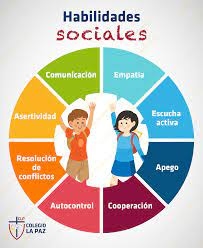 Habilidades
sociales
Comunicación
Empatía
Asertividad
Escucha
activa
Resolución
de conflictos
Apego
Autocontrol
Cooperación
COLEGIO
LA PAZ